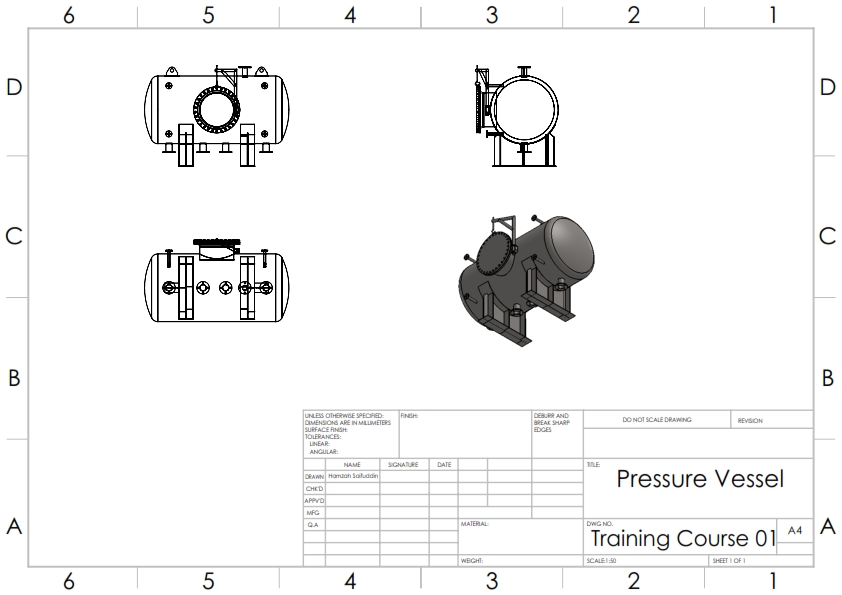 6 5 4 3 2 1
D D
C C
B B
A A
UNLESS OTHERWISE SPECIFIED:
DIMENSIONS ARE IN MILLIMETERS
SURFACE FINISH:
TOLERANCES:
LINEAR:
ANGULAR:
FINISH:
DEBURR AND
BREAK SHARP
EDGES
DO NOT SCALE DRAWING
REVISION
NAME SIGNATURE DATE
DRAWN Hamzah Saifuddin
CHK'D
APPV'D
MFG
Q.A
MATERIAL:
WEIGHT:
TITLE:
Pressure Vessel
DWG NO.
Training Course 01
A4
SCALE:1:50
SHEET 1 OF 1
6 5 4 3 2 1